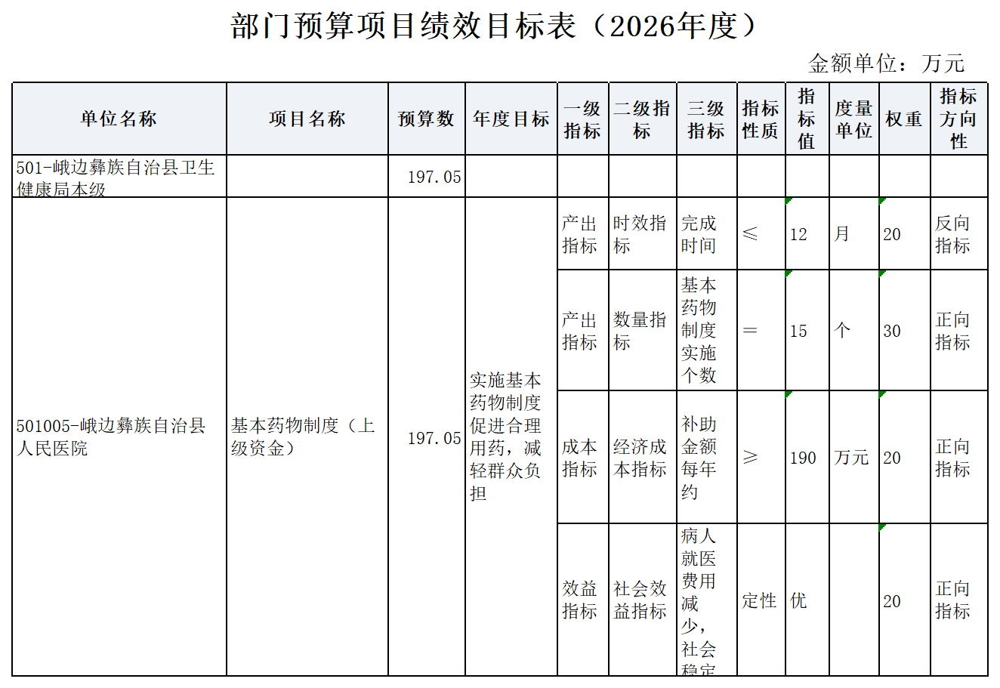 部门预算项目绩效目标表（2026年度）
金额单位：万元
单位名称
项目名称
预算数
年度目标
一级
指标
二级指
标
三级
指标
指标
性质
指
标
值
度量
单位
权重
指标
方向
性
501-峨边彝族自治县卫生
健康局本级
197.05
501005-峨边彝族自治县
人民医院
基本药物制度（上
级资金）
197.05
实施基本
药物制度
促进合理
用药，减
轻群众负
担
产出
指标
时效指
标
完成
时间
≤
12
月
20
反向
指标
产出
指标
数量指
标
基本
药物
制度
实施
个数
＝
15
个
30
正向
指标
成本
指标
经济成
本指标
补助
金额
每年
约
≥
190
万元
20
正向
指标
效益
指标
社会效
益指标
病人
就医
费用
减
少，
社会
稳定
定性
优
20
正向
指标